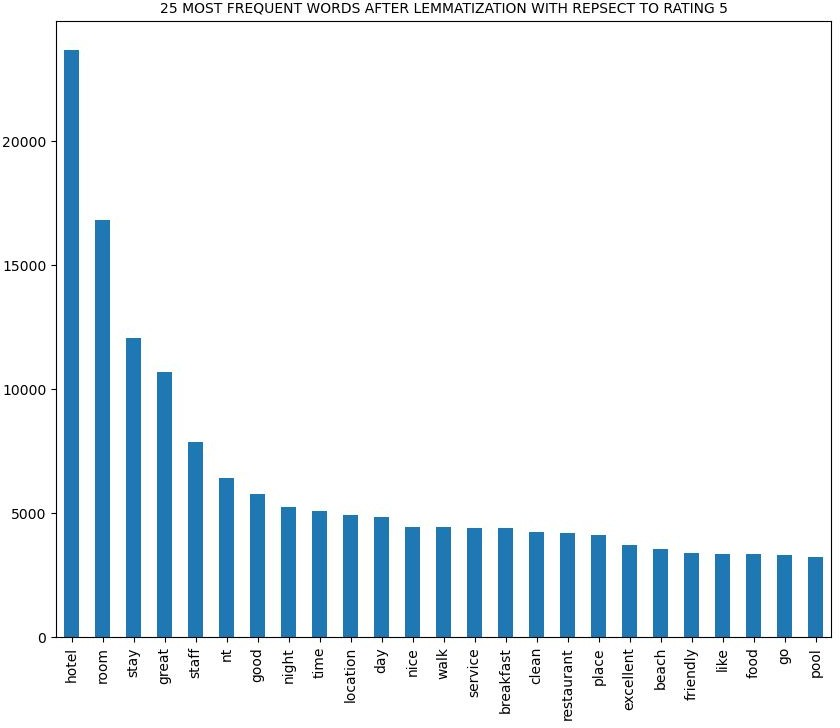 25 MOST FREQUENT WORDS AFTER LEMMATIZATION WITH REPSECT TO RATING 5
20000
15000
10000
5000
0
hotel
room
stay
great
staff
nt
good
night
time
location
day
nice
walk
service
breakfast
clean
restaurant
place
excellent
beach
friendly
like
food
go
pool